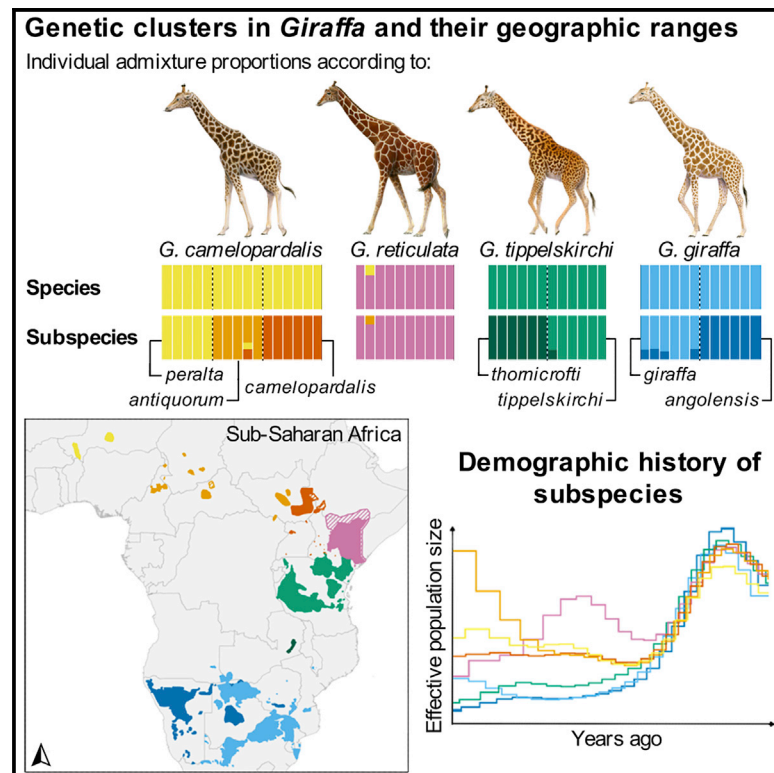 Genetic clusters in Giraffa and their geographic ranges
Individual admixture proportions according to:
G. camelopardalis
G. reticulata
G. tippelskirchi
G. giraffa
Species
Subspecies
peralta
antiquorum
camelopardalis
thornicrofti
tippelskirchi
giraffa
angolensis
Sub-Saharan Africa
Demographic history of
subspecies
Effective population size
Years ago